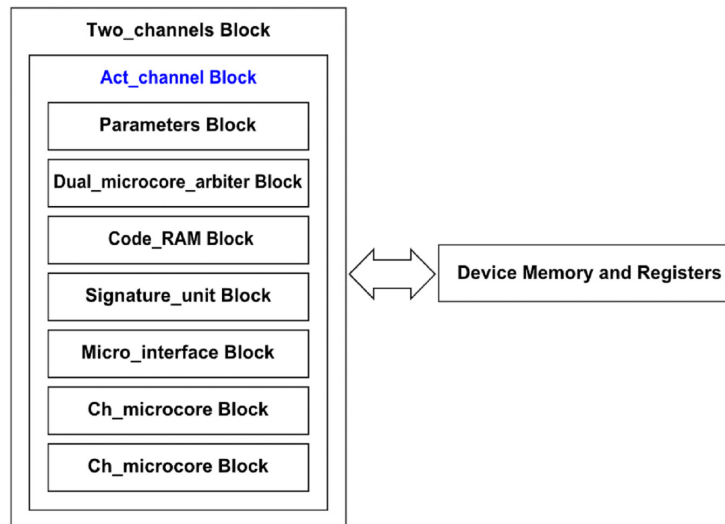 Two_channels Block
Act_channel Block
Parameters Block
Dual_microcore_arbiter Block
Code_RAM Block
Signature_unit Block
Micro_interface Block
Ch_microcore Block
Ch_microcore Block
Device Memory and Registers